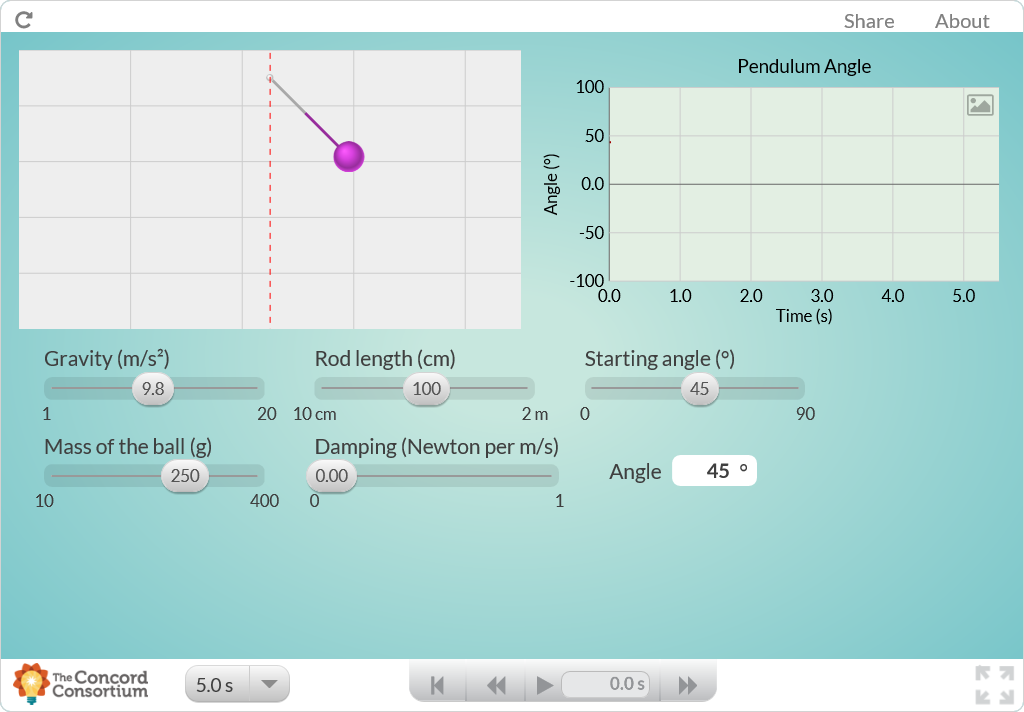 Share About
Pendulum Angle
100
50
0.0
-50
-100
Angle (º)
0.0 1.0 2.0 3.0 4.0 5.0
Time (s)
Gravity (m/s²) Rod length (cm) Starting angle (º)
9.8 100 45
1 20 10 cm 2 m 0 90
Mass of the ball (g) Damping (Newton per m/s)
250 0.00 Angle 45 º
10 400 0 1
The Concord
Consortium
5.0 s 0.0 s